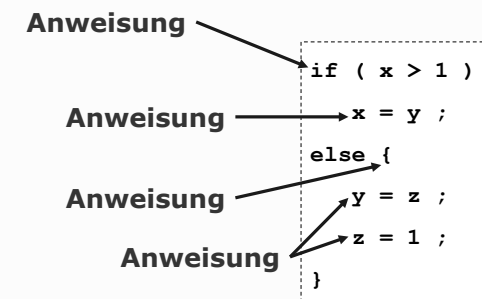 Anweisung
if ( x > 1 )
Anweisung
x = y ;
else {
Anweisung
y = z ;
z = 1 ;
Anweisung
}